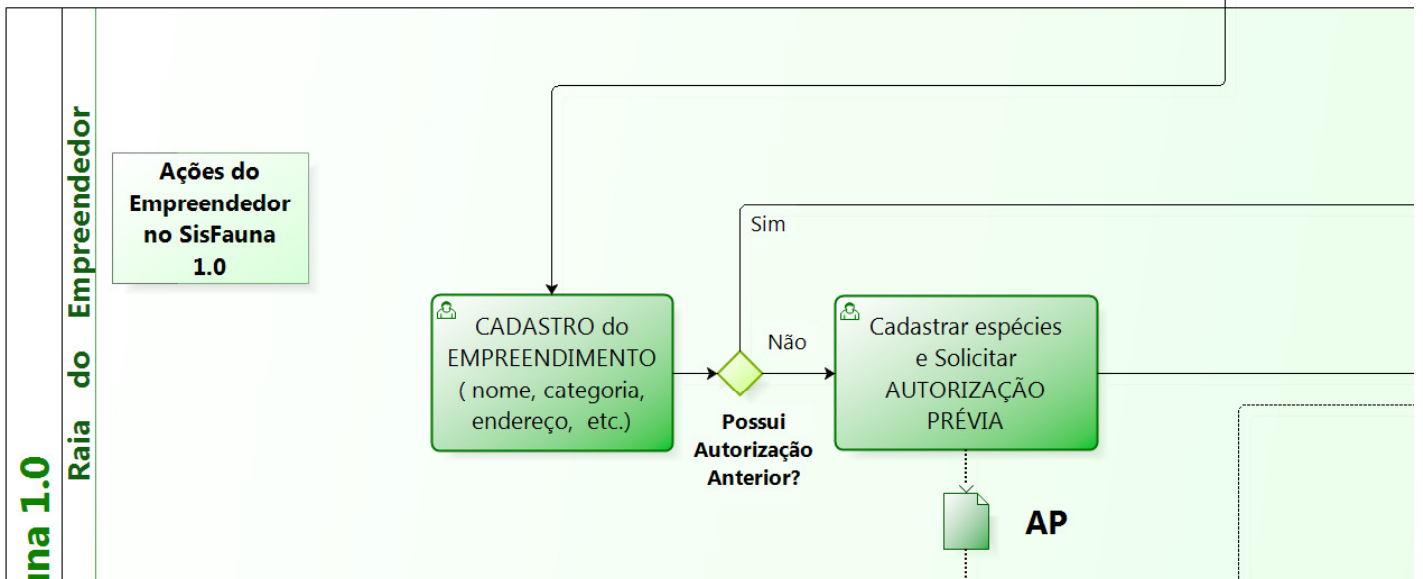 una 1.0
Raia do Empreendedor
Ações do
Empreendedor
no SisFauna
1.0
CADASTRO do
EMPREENDIMENTO
( nome, categoria,
endereço, etc.)
Sim
Não
Possui
Autorização
Anterior?
Cadastrar espécies
e Solicitar
AUTORIZAÇÃO
PRÉVIA
AP